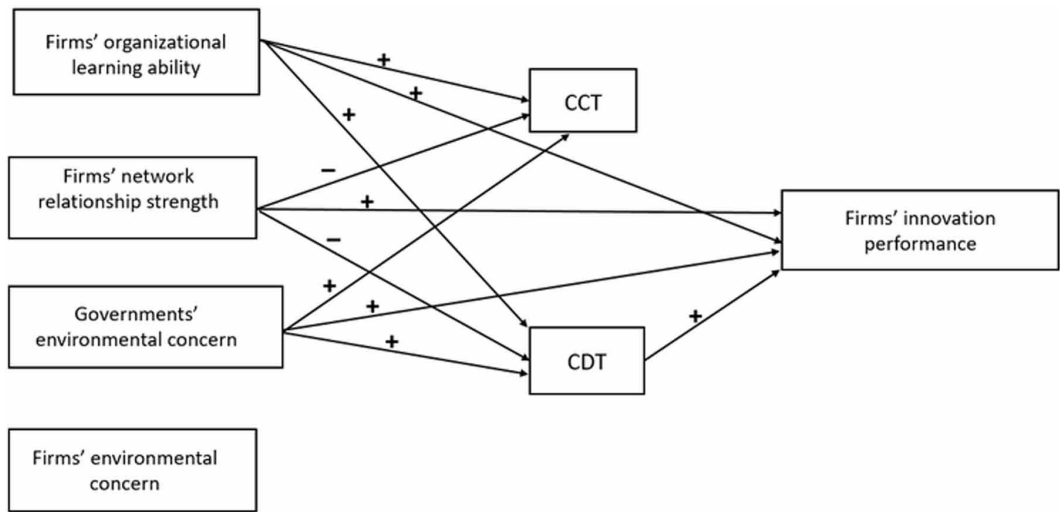 Firms’ organizational
learning ability
+
+
CCT
+
Firms’ network
relationship strength
–
+
Firms’ innovation
performance
–
Governments’
environmental concern
+
+
+
+
CDT
Firms’ environmental
concern